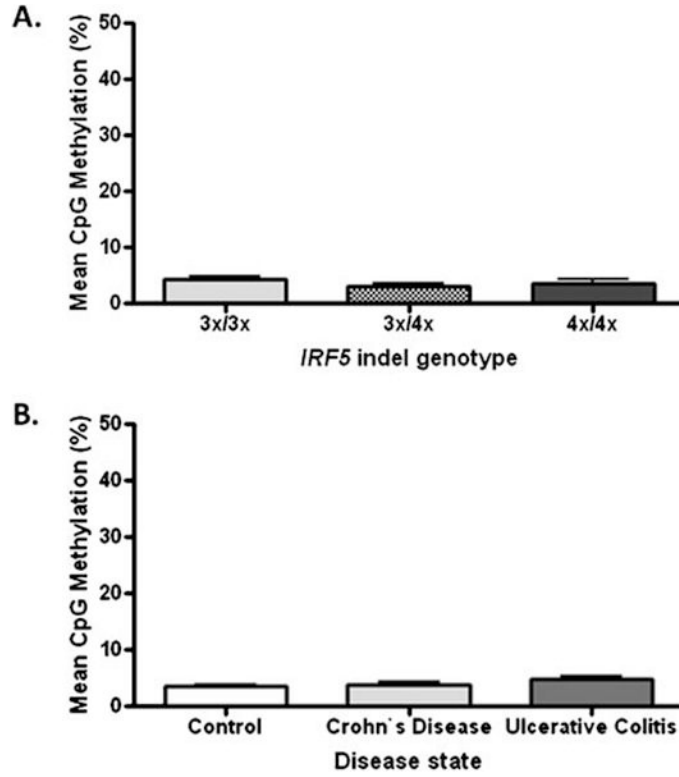 A.
Mean CpG Methylation (%)
50
40
30
20
10
0
3x/3x 3x/4x 4x/4x
IRF5 indel genotype
B.
Mean CpG Methylation (%)
50
40
30
20
10
0
Control Crohn`s Disease Ulcerative Colitis
Disease state